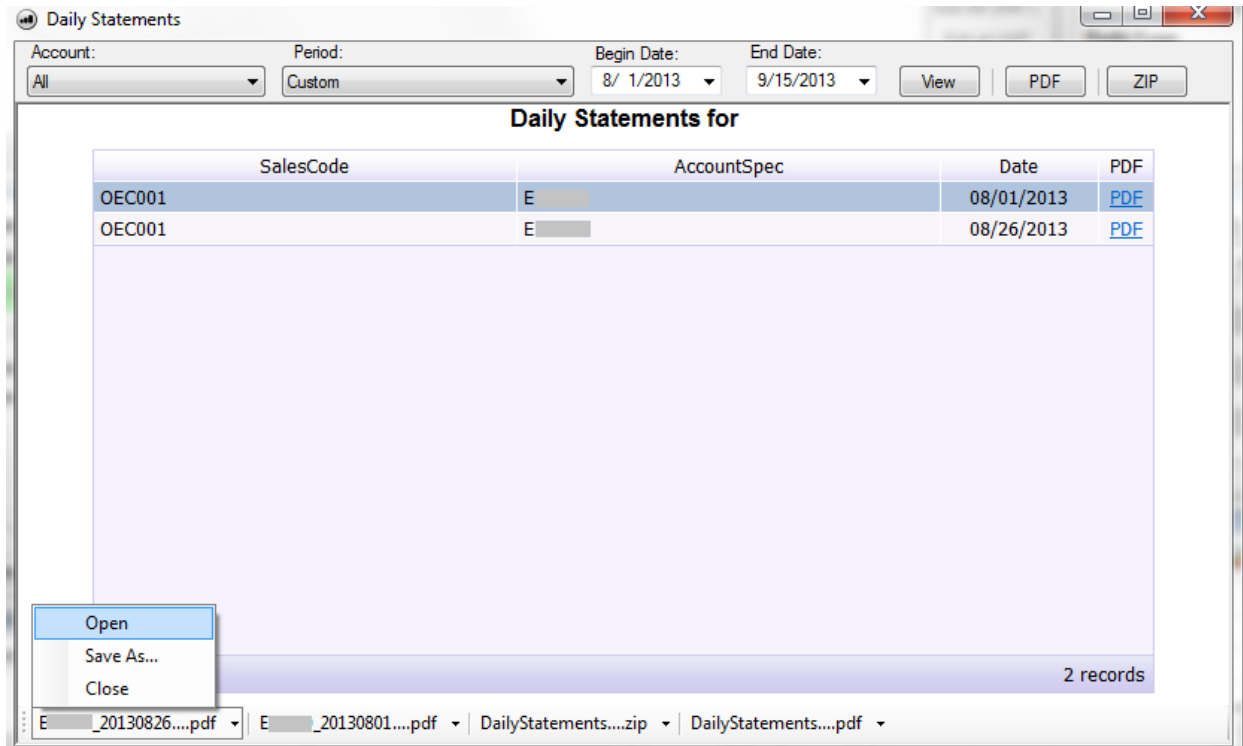 Daily Statements
Account: Period: Begin Date: End Date:
All Custom 8/ 1/2013 9/15/2013 View PDF ZIP
Daily Statements for
SalesCode AccountSpec Date PDF
OEC001 E 08/01/2013 PDF
OEC001 E 08/26/2013 PDF
Open
Save As...
Close
2 records
E _20130826....pdf E _20130801....pdf DailyStatements....zip DailyStatements....pdf